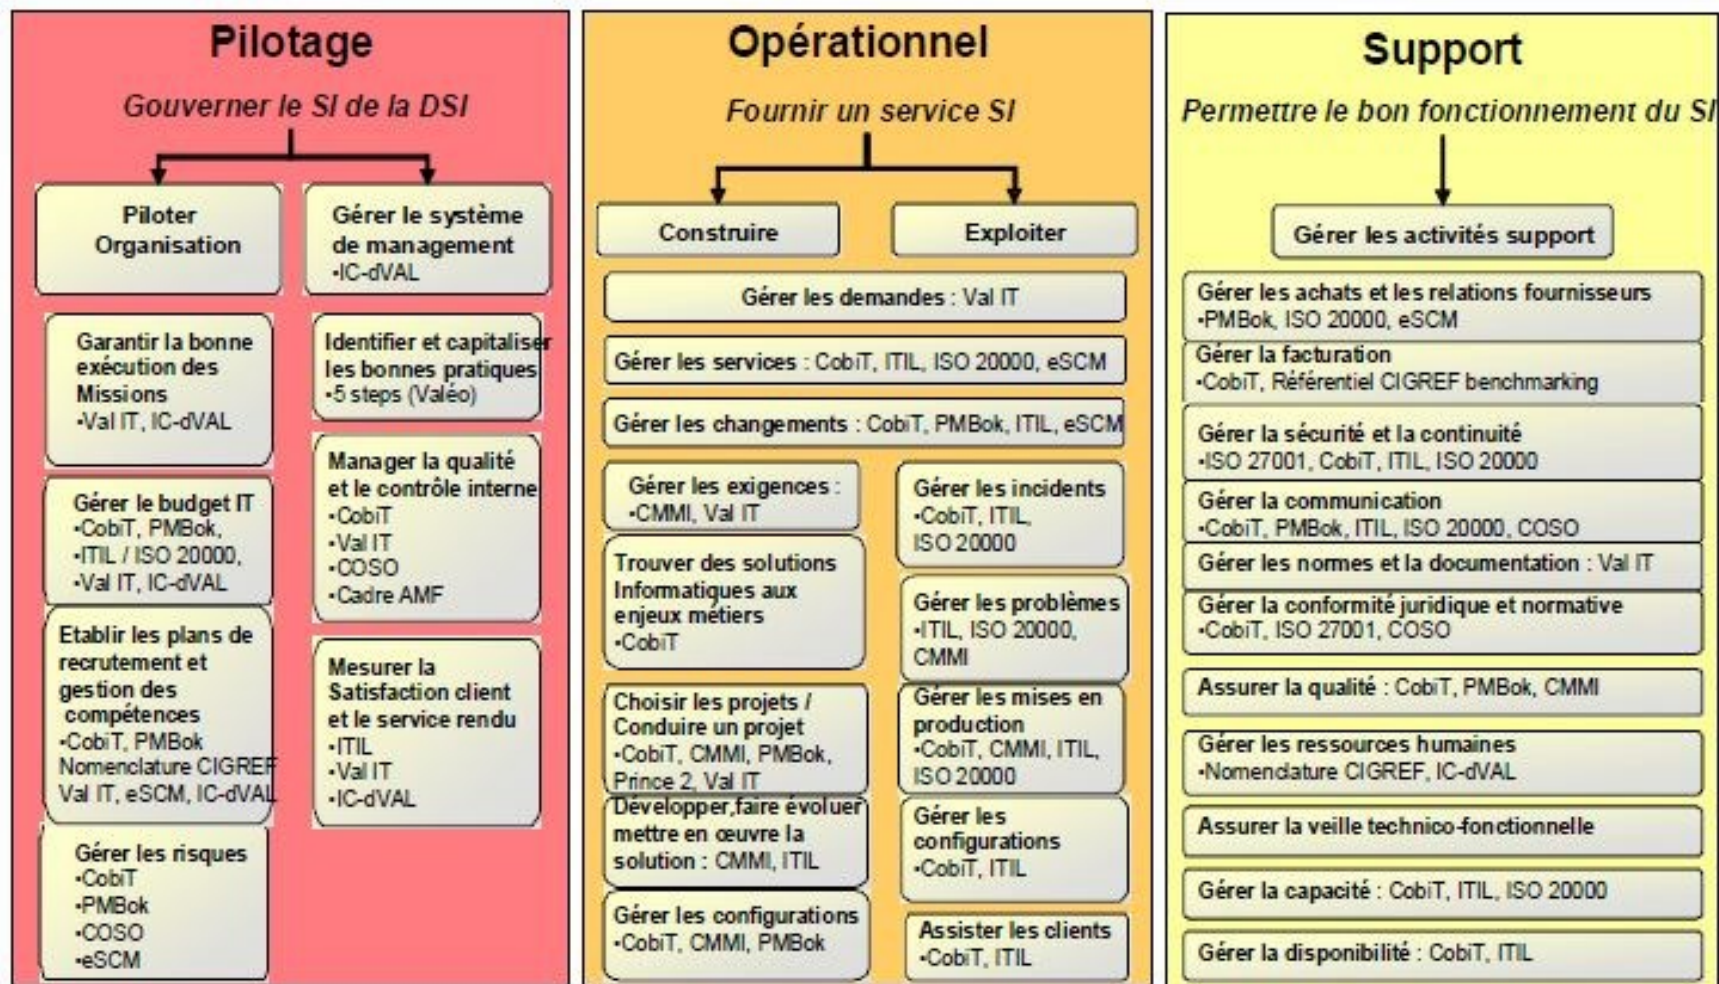 Pilotage
Gouverner le SI de la DSI
Piloter
Organisation
Garantir la bonne
exécution des
Missions
•Val IT, IC-dVAL
Gérer le budget IT
•CobiT, PMBok,
•ITIL / ISO 20000,
•Val IT, IC-dVAL
Etablir les plans de
recrutement et
gestion des
compétences
•CobiT, PMBok
Nomenclature CIGREF
Val IT, eSCM, IC-dVAL
Gérer les risques
•CobiT
•PMBok
•COSO
•eSCM
Gérer le système
de management
•IC-dVAL
Identifier et capitaliser
les bonnes pratiques
•5 steps (Valéo)
Manager la qualité
et le contrôle interne
•CobiT
•Val IT
•COSO
•Cadre AMF
Mesurer la
Satisfaction client
et le service rendu
•ITIL
•Val IT
•IC-dVAL
Opérationnel
Fournir un service SI
Construire
Exploiter
Gérer les demandes : Val IT
Gérer les services : CobiT, ITIL, ISO 20000, eSCM
Gérer les changements : CobiT, PMBok, ITIL, eSCM
Gérer les exigences :
•CMMI, Val IT
Trouver des solutions
Informatiques aux
enjeux métiers
•CobiT
Choisir les projets /
Conduire un projet
•CobiT, CMMI, PMBok,
Prince 2, Val IT
Développer,faire évoluer
mettre en œuvre la
solution : CMMI, ITIL
Gérer les configurations
•CobiT, CMMI, PMBok
Gérer les incidents
•CobiT, ITIL,
ISO 20000
Gérer les problèmes
•ITIL, ISO 20000,
CMMI
Gérer les mises en
production
•CobiT, CMMI, ITIL,
ISO 20000
Gérer les
configurations
•CobiT, ITIL
Assister les clients
•CobiT, ITIL
Support
Permettre le bon fonctionnement du SI
Gérer les activités support
Gérer les achats et les relations fournisseurs
•PMBok, ISO 20000, eSCM
Gérer la facturation
•CobiT, Référentiel CIGREF benchmarking
Gérer la sécurité et la continuité
•ISO 27001, CobiT, ITIL, ISO 20000
Gérer la communication
•CobiT, PMBok, ITIL, ISO 20000, COSO
Gérer les normes et la documentation : Val IT
Gérer la conformité juridique et normative
•CobiT, ISO 27001, COSO
Assurer la qualité : CobiT, PMBok, CMMI
Gérer les ressources humaines
•Nomenclature CIGREF, IC-dVAL
Assurer la veille technico-fonctionnelle
Gérer la capacité : CobiT, ITIL, ISO 20000
Gérer la disponibilité : CobiT, ITIL